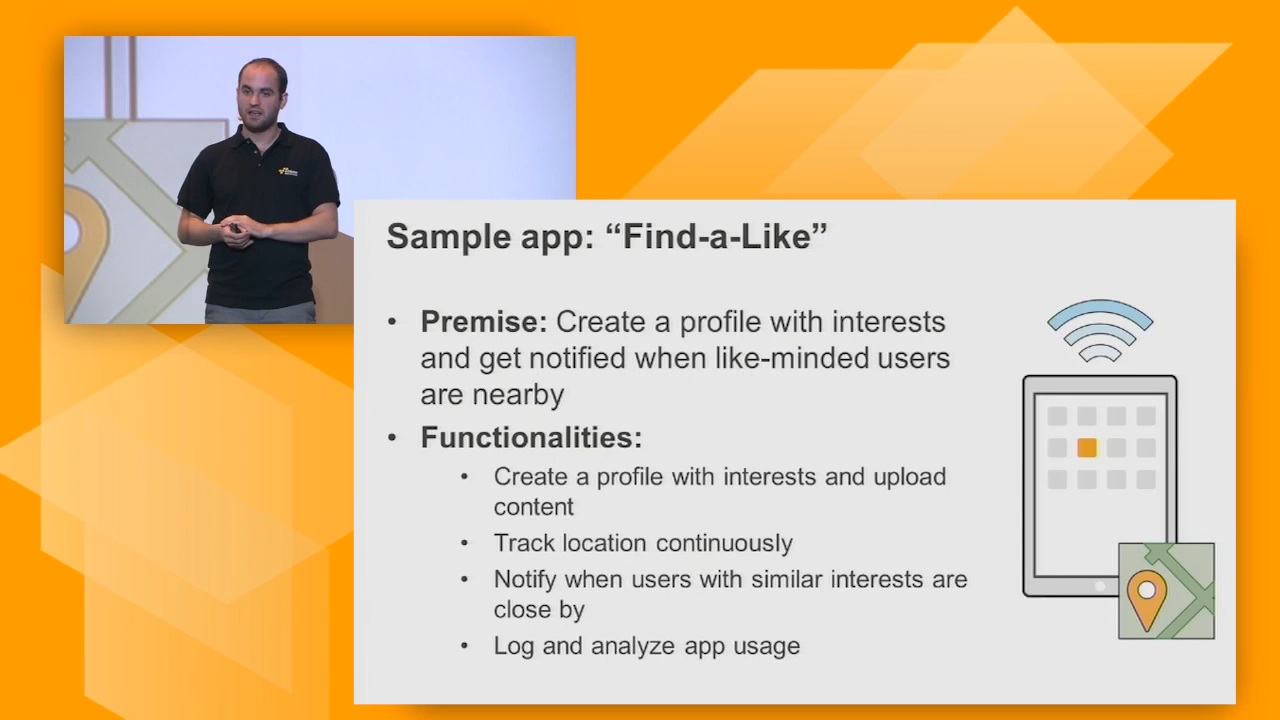 Sample app: “Find-a-Like”
• Premise: Create a profile with interests
and get notified when like-minded users
are nearby
• Functionalities:
• Create a profile with interests and upload
content
• Track location continuously
• Notify when users with similar interests are
close by
• Log and analyze app usage